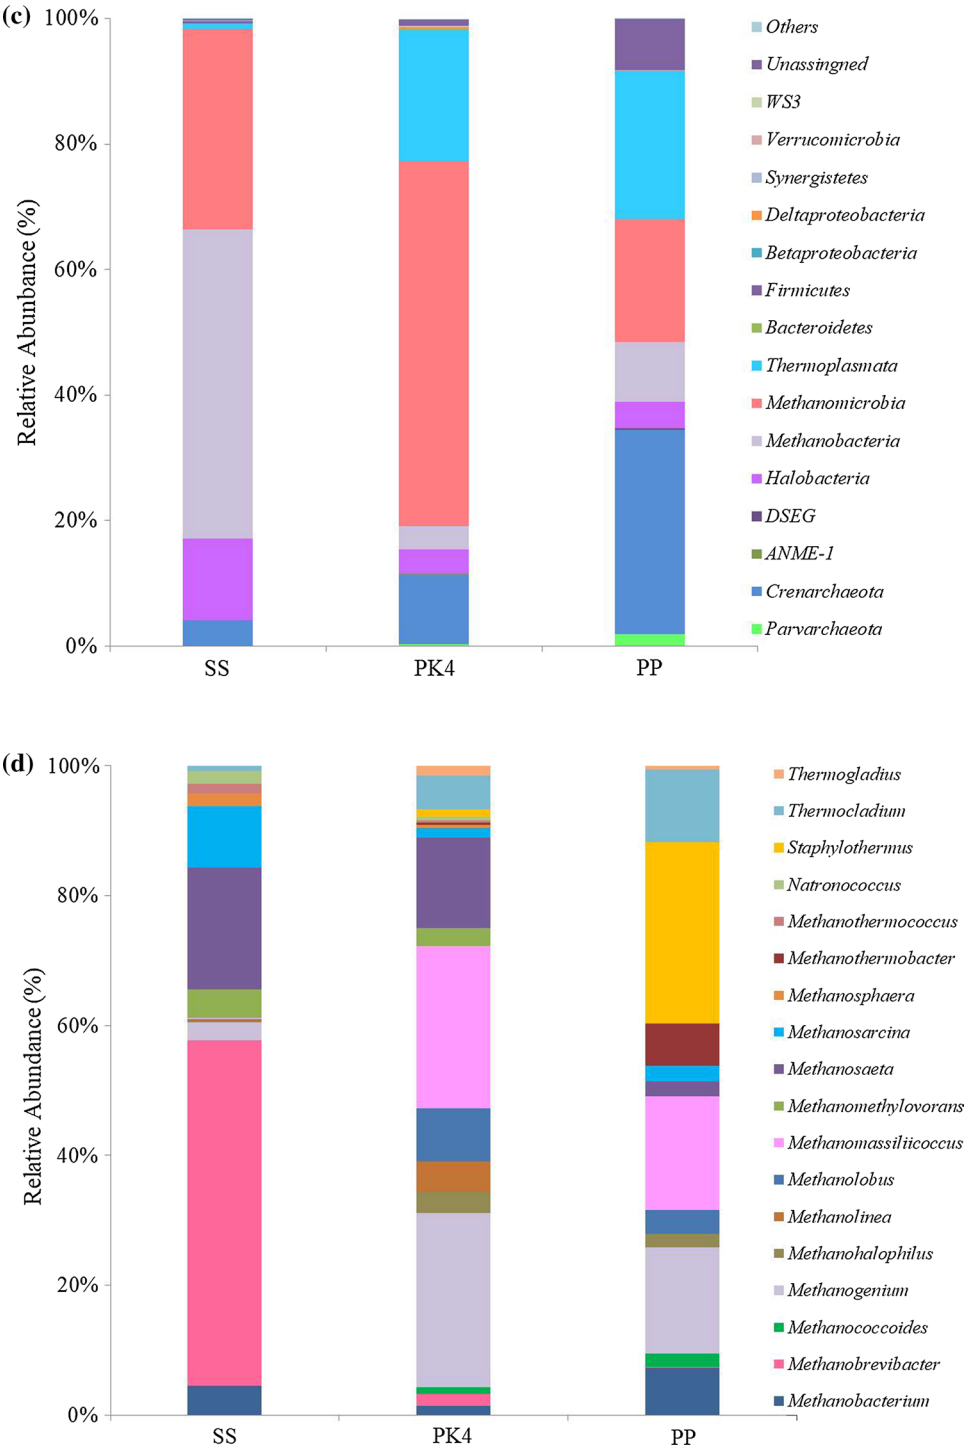 (c)
100%
80%
60%
40%
20%
0%
Relative Abunbance (%)
SS
PK4
PP
Others
Unassingned
WS3
Verrucomicrobia
Synergistetes
Deltaproteobacteria
Betaproteobacteria
Firmicutes
Bacteroidetes
Thermoplasmata
Methanomicrobia
Methanobacteria
Halobacteria
DSEG
ANME-1
Crenarchaeota
Parvarchaeota
(d)
100%
80%
60%
40%
20%
0%
Relative Abundance (%)
SS
PK4
PP
Thermogladius
Thermocladium
Staphylothermus
Natronococcus
Methanothermococcus
Methanothermobacter
Methanosphaera
Methanosarcina
Methanosaeta
Methanomethylovorans
Methanomassiliicoccus
Methanolobus
Methanolinea
Methanohalophilus
Methanogenium
Methanococcoides
Methanobrevibacter
Methanobacterium